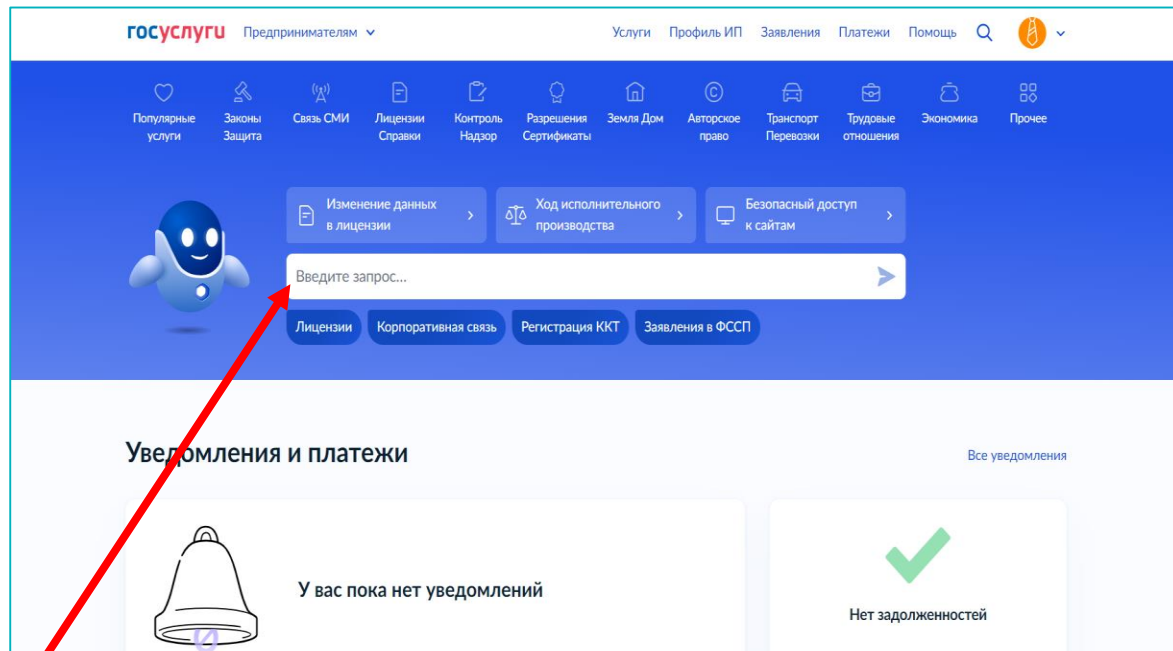 госуслуги Предпринимателям Услуги Профиль ИП Заявления Платежи Помощь
Популярные Законы Связь СМИ Лицензии Контроль Разрешения Земля Дом Авторское Транспорт Трудовые Экономика Прочее
услуги Защита Справки Надзор Сертификаты право Перевозки отношения
Изменение данных Ход исполнительного Безопасный доступ
в лицензии производства к сайтам
Введите запрос...
Лицензии Корпоративная связь Регистрация ККТ Заявления в ФССП
Уведомления и платежи Все уведомления
У вас пока нет уведомлений
Нет задолженностей